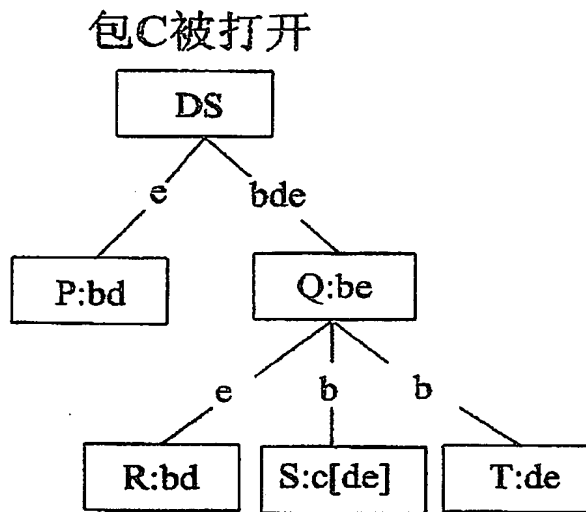 包C被打开
DS
e bde
P:bd Q:be
e b b
R:bd S:c[de] T:de